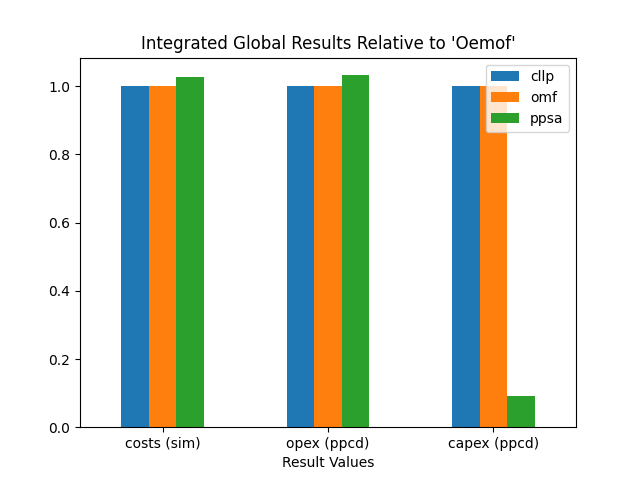 Integrated Global Results Relative to 'Oemof'
cllp
omf
ppsa
1.0
0.8
0.6
0.4
0.2
0.0
costs (sim)
opex (ppcd)
capex (ppcd)
Result Values